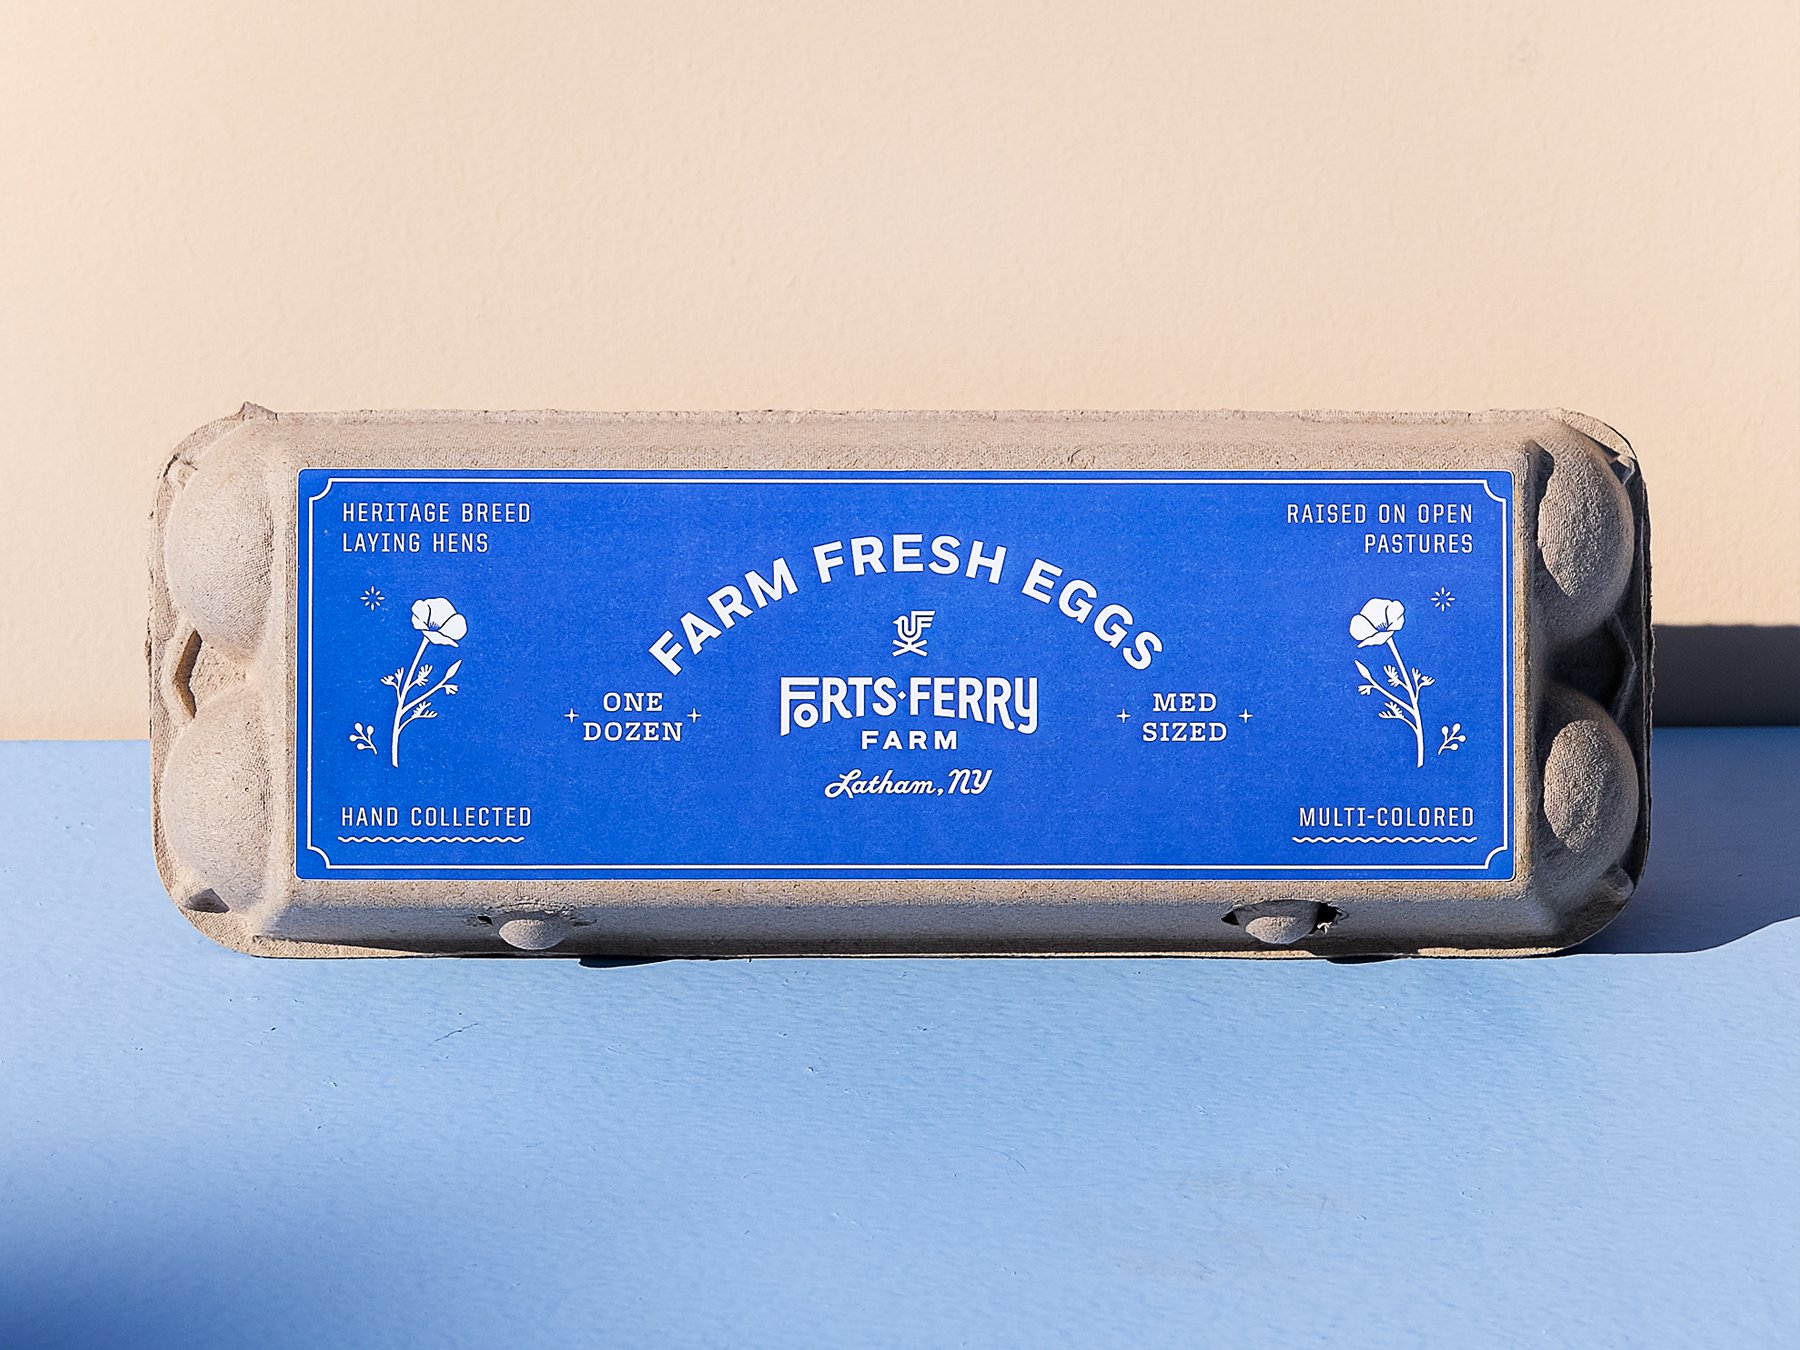 HERITAGE BREED
LAYING HENS
RAISED ON OPEN
PASTURES
FARM FRESH EGGS
ONE
DOZEN
FORTS·FERRY
FARM
Latham, NY
MED
SIZED
HAND COLLECTED
MULTI-COLORED